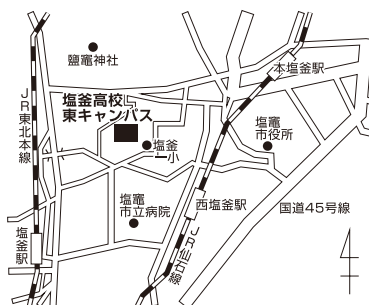 鹽竈神社
本塩釜駅
塩釜高校
東キャンパス
JR東北本線
塩釜
一小
塩竈
市役所
塩竈
市立病院
西塩釜駅
国道45号線
塩釜駅
JR仙石線